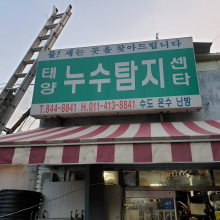 물! 새는 곳을 찾아드립니다
태양 누수탐지 센타
T.844-8841 H.011-413-8841 수도 온수 난방